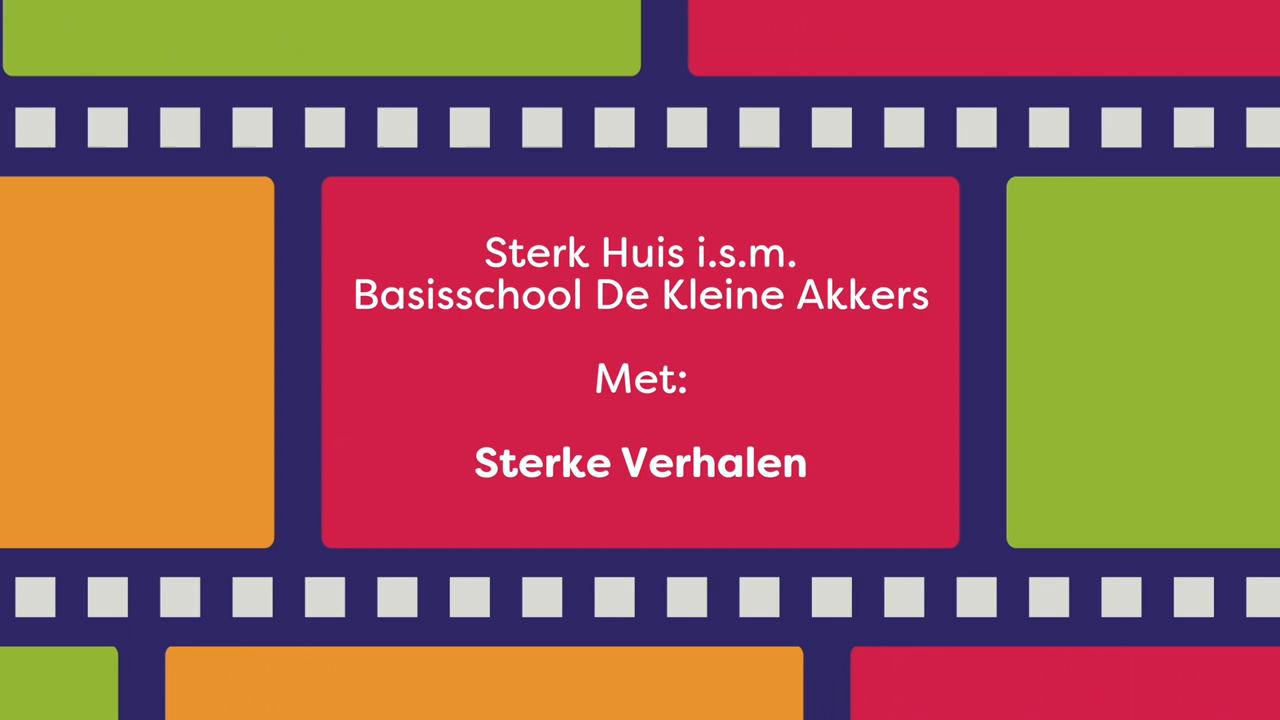 Sterk Huis i.s.m.
Basisschool De Kleine Akkers
Met:
Sterke Verhalen